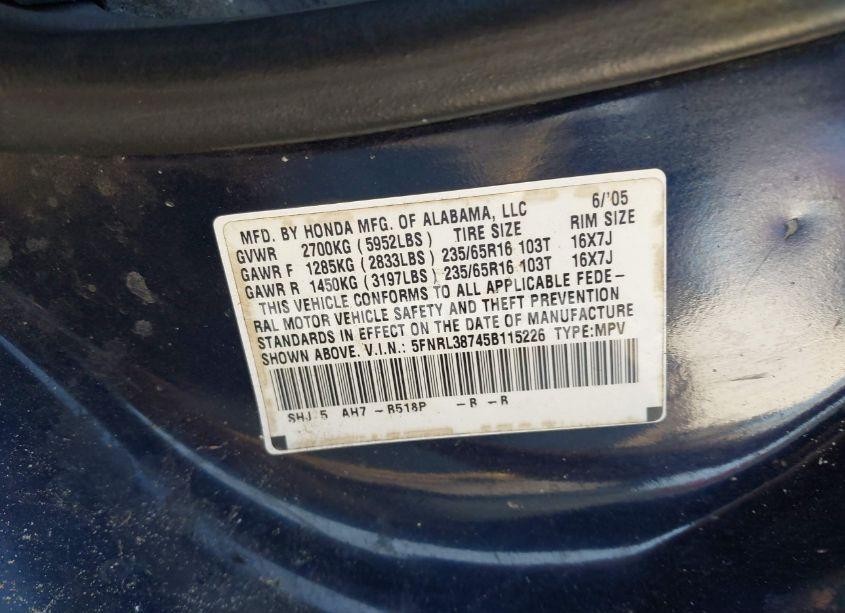 MFD. BY HONDA MFG. OF ALABAMA, LLC 6/'05
GVWR 2700KG (5952LBS) TIRE SIZE RIM SIZE
GAWR F 1285KG (2833LBS) 235/65R16 103T 16X7J
GAWR R 1450KG (3197LBS) 235/65R16 103T 16X7J
THIS VEHICLE CONFORMS TO ALL APPLICABLE FEDE-
RAL MOTOR VEHICLE SAFETY AND THEFT PREVENTION
STANDARDS IN EFFECT ON THE DATE OF MANUFACTURE
SHOWN ABOVE. V.I.N.: 5FNRL38745B115226 TYPE:MPV
SHJ 5 AH7 -B518P -B -B